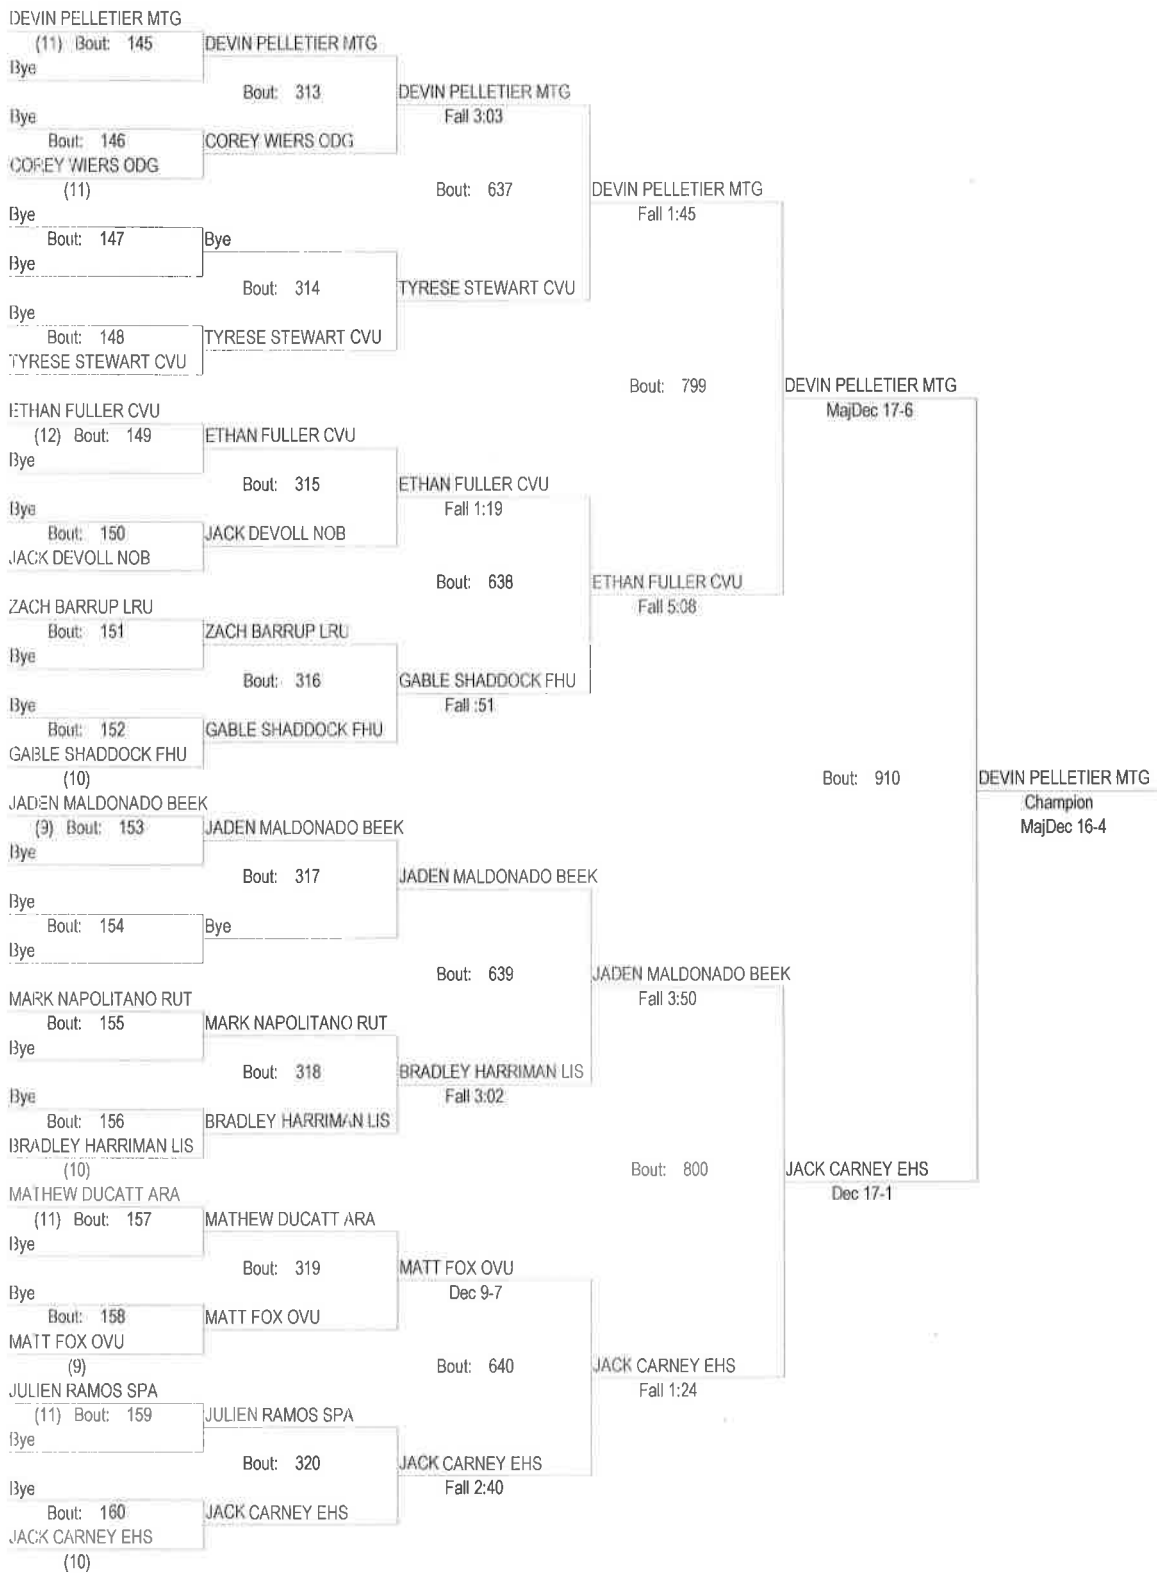 DEVIN PELLETIER MTG
(11) Bout: 145
Bye
DEVIN PELLETIER MTG
Bout: 313
Bye
Bout: 146
COREY WIERS ODG
(11)
COREY WIERS ODG
DEVIN PELLETIER MTG
Fall 3:03
Bout: 637
Bye
Bout: 147
Bye
Bye
Bout: 314
Bye
Bout: 148
TYRESE STEWART CVU
TYRESE STEWART CVU
TYRESE STEWART CVU
DEVIN PELLETIER MTG
Fall 1:45
Bout: 799
ETHAN FULLER CVU
(12) Bout: 149
Bye
ETHAN FULLER CVU
Bout: 315
Bye
Bout: 150
JACK DEVOLL NOB
JACK DEVOLL NOB
ETHAN FULLER CVU
Fall 1:19
Bout: 638
ZACH BARRUP LRU
Bout: 151
Bye
ZACH BARRUP LRU
Bout: 316
Bye
Bout: 152
GABLE SHADDOCK FHU
(10)
GABLE SHADDOCK FHU
GABLE SHADDOCK FHU
Fall :51
ETHAN FULLER CVU
Fall 5:08
DEVIN PELLETIER MTG
MajDec 17-6
Bout: 910
DEVIN PELLETIER MTG
Champion
MajDec 16-4
JADEN MALDONADO BEEK
(9) Bout: 153
Bye
JADEN MALDONADO BEEK
Bout: 317
Bye
Bout: 154
Bye
Bye
JADEN MALDONADO BEEK
Bout: 639
MARK NAPOLITANO RUT
Bout: 155
Bye
MARK NAPOLITANO RUT
Bout: 318
Bye
Bout: 156
BRADLEY HARRIMAN LIS
(10)
BRADLEY HARRIMAN LIS
BRADLEY HARRIMAN LIS
Fall 3:02
JADEN MALDONADO BEEK
Fall 3:50
Bout: 800
MATHEW DUCATT ARA
(11) Bout: 157
Bye
MATHEW DUCATT ARA
Bout: 319
Bye
Bout: 158
MATT FOX OVU
(9)
MATT FOX OVU
MATT FOX OVU
Dec 9-7
Bout: 640
JULIEN RAMOS SPA
(11) Bout: 159
Bye
JULIEN RAMOS SPA
Bout: 320
Bye
Bout: 160
JACK CARNEY EHS
(10)
JACK CARNEY EHS
JACK CARNEY EHS
Fall 2:40
JACK CARNEY EHS
Fall 1:24
JACK CARNEY EHS
Dec 17-1